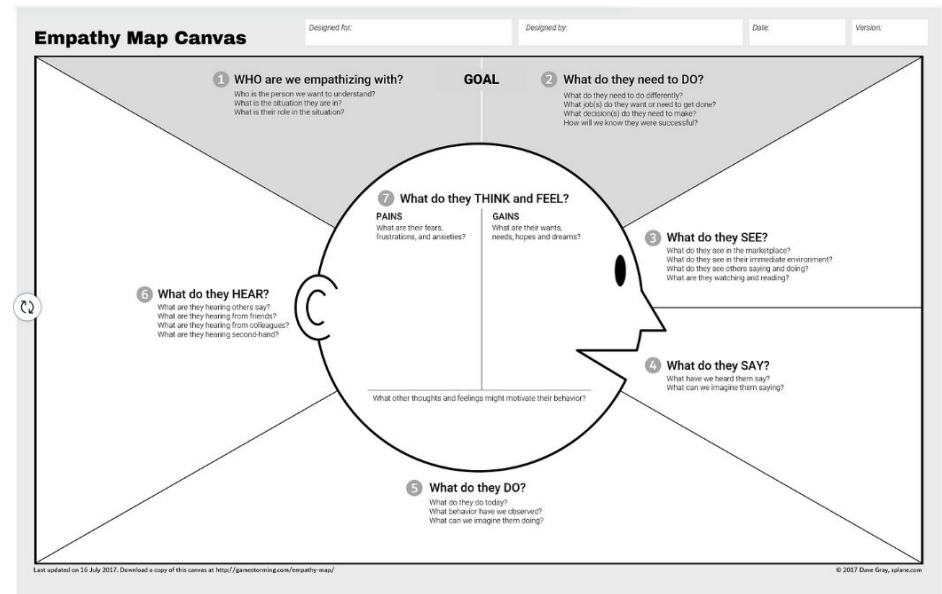 Empathy Map Canvas
Designed for:
Designed by:
Date:
Version:
GOAL
1 WHO are we empathizing with?
Who is the person we want to understand?
What is the situation they are in?
What is their role in the situation?
2 What do they need to DO?
What do they need to do differently?
What job(s) do they want or need to get done?
What decision(s) do they need to make?
How will we know they were successful?
3 What do they SEE?
What do they see in the marketplace?
What do they see in their immediate environment?
What do they see others saying and doing?
What are they watching and reading?
4 What do they SAY?
What have we heard them say?
What can we imagine them saying?
5 What do they DO?
What do they do today?
What behavior have we observed?
What can we imagine them doing?
6 What do they HEAR?
What are they hearing others say?
What are they hearing from friends?
What are they hearing from colleagues?
What are they hearing second-hand?
7 What do they THINK and FEEL?
PAINS
What are their fears,
frustrations, and anxieties?
GAINS
What are their wants,
needs, hopes and dreams?
What other thoughts and feelings might motivate their behavior?
Last updated on 16 July 2017. Download a copy of this canvas at http://gamestorming.com/empathy-map/
© 2017 Dave Gray, xplane.com